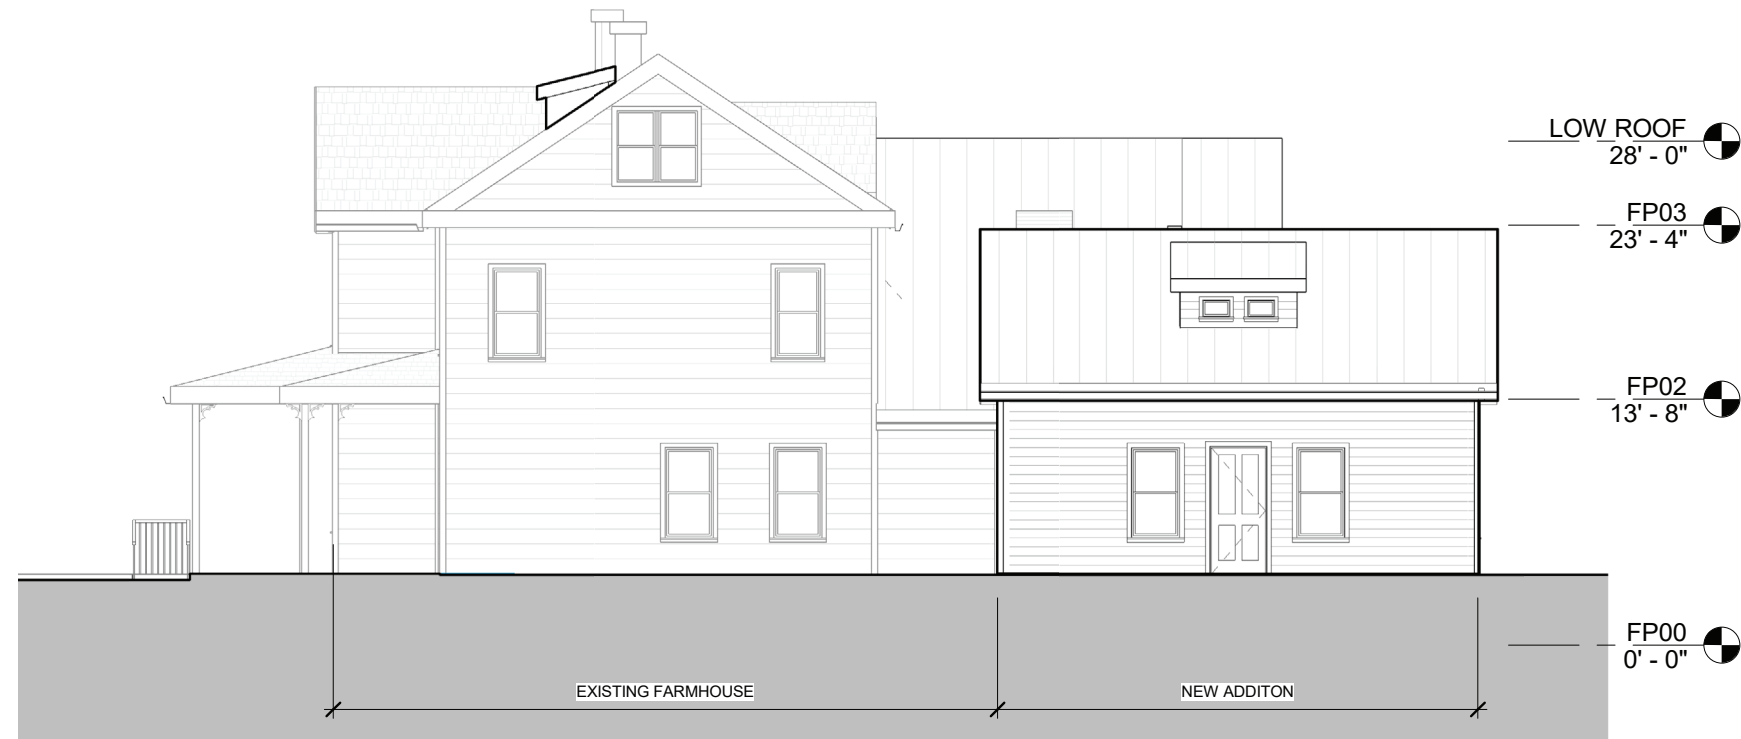 LOW ROOF
28' - 0"
FP03
23' - 4"
FP02
13' - 8"
FP00
0' - 0"
EXISTING FARMHOUSE
NEW ADDITON